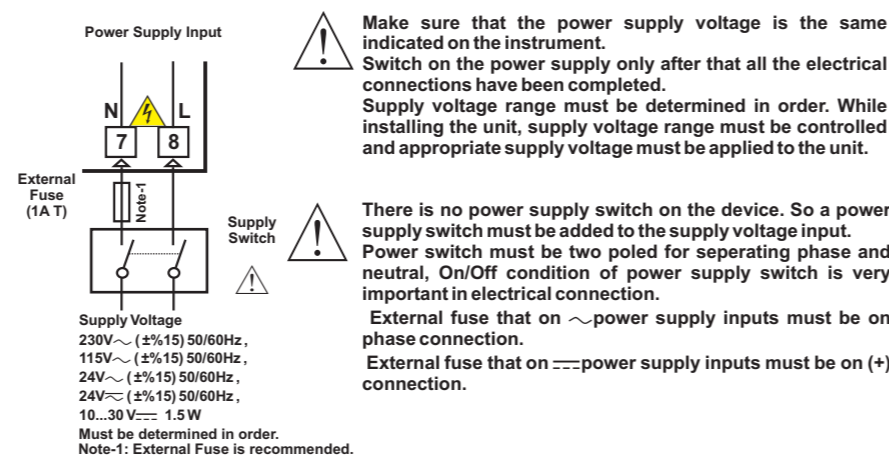 Power Supply Input
N
L
7
8
External
Fuse
(1A T)
Note-1
Supply
Switch
Supply Voltage
230V~ ( ±%15) 50/60Hz ,
115V~ ( ±%15) 50/60Hz ,
24V~ ( ±%15) 50/60Hz ,
24V⏦ ( ±%15) 50/60Hz ,
10...30 V⎓ 1.5 W
Must be determined in order.
Note-1: External Fuse is recommended.
Make sure that the power supply voltage is the same
indicated on the instrument.
Switch on the power supply only after that all the electrical
connections have been completed.
Supply voltage range must be determined in order. While
installing the unit, supply voltage range must be controlled
and appropriate supply voltage must be applied to the unit.
There is no power supply switch on the device. So a power
supply switch must be added to the supply voltage input.
Power switch must be two poled for seperating phase and
neutral, On/Off condition of power supply switch is very
important in electrical connection.
External fuse that on ~power supply inputs must be on
phase connection.
External fuse that on ⎓power supply inputs must be on (+)
connection.